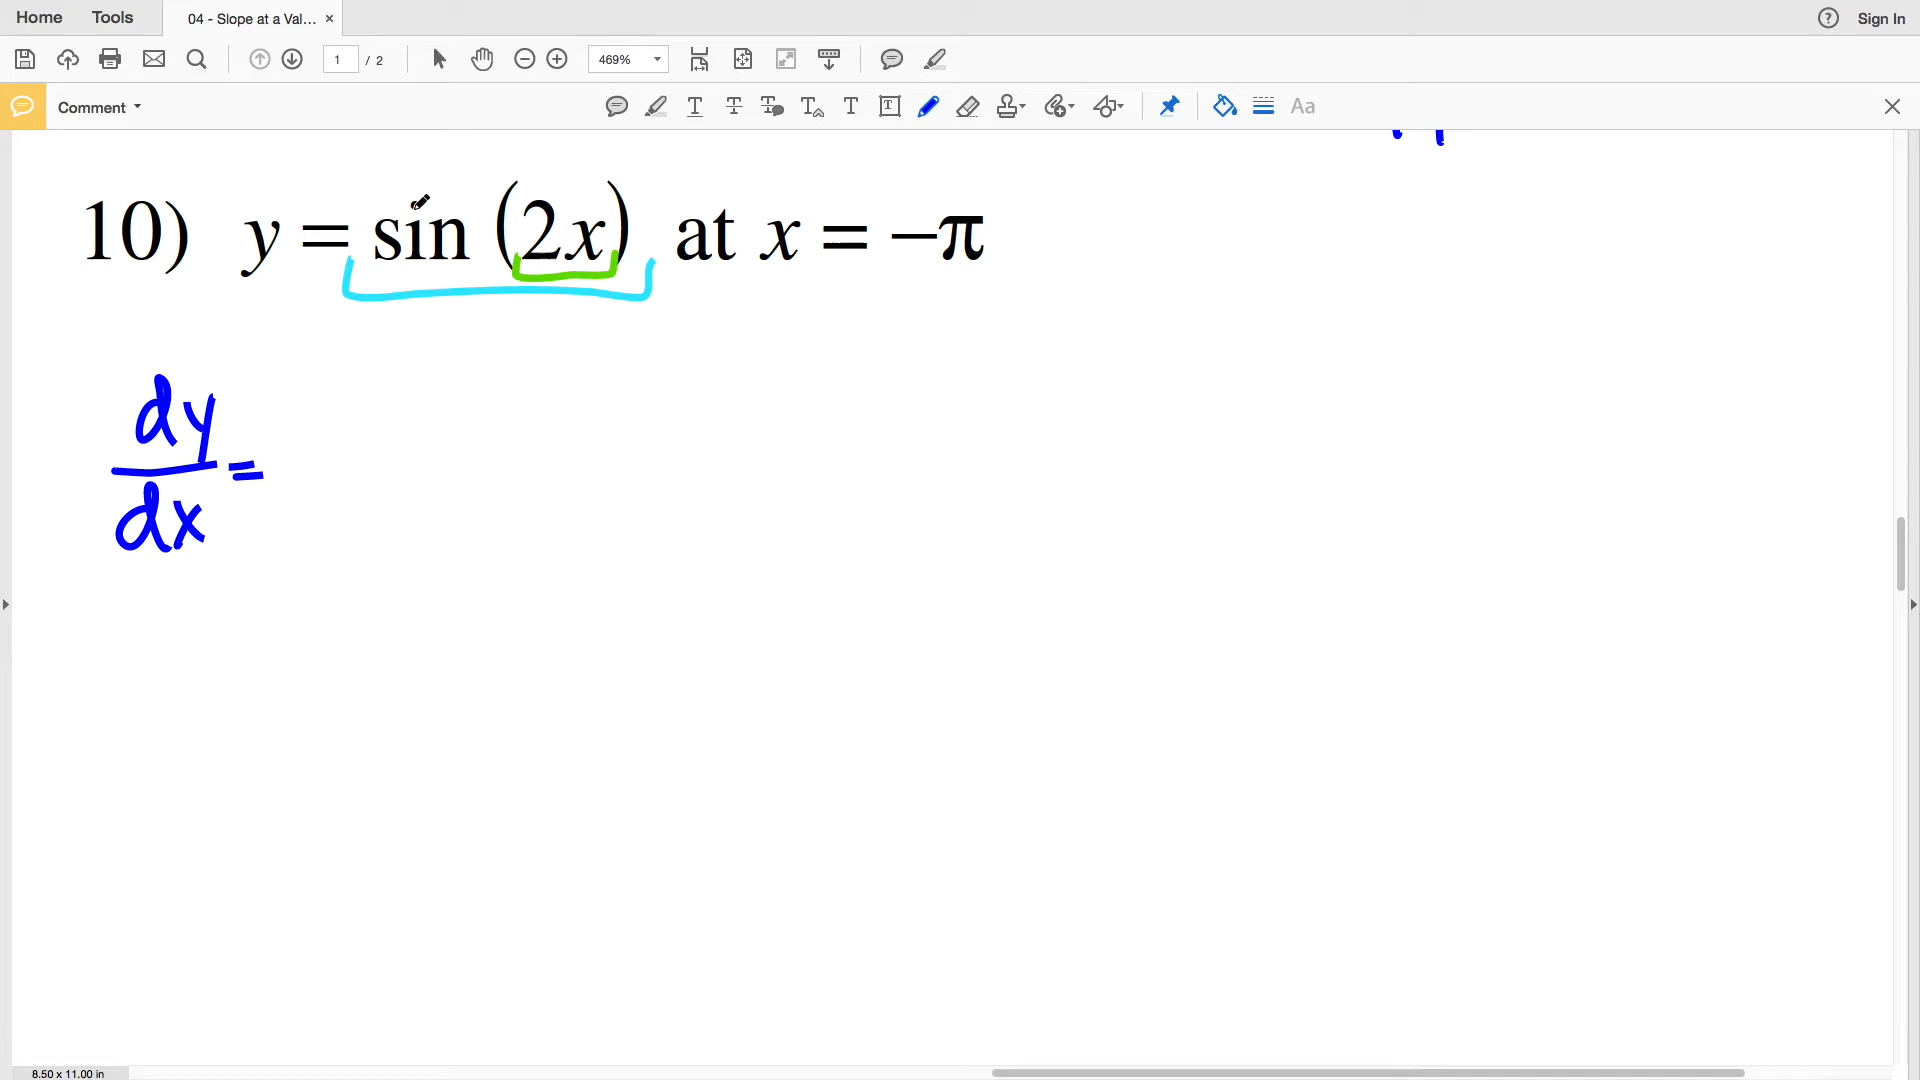 Home Tools 04 - Slope at a Val... × ? Sign In
1 / 2 469%
Comment T T T T T T Aa
10) y = sin (2x) at x = −π
dy
dx =
8.50 x 11.00 in